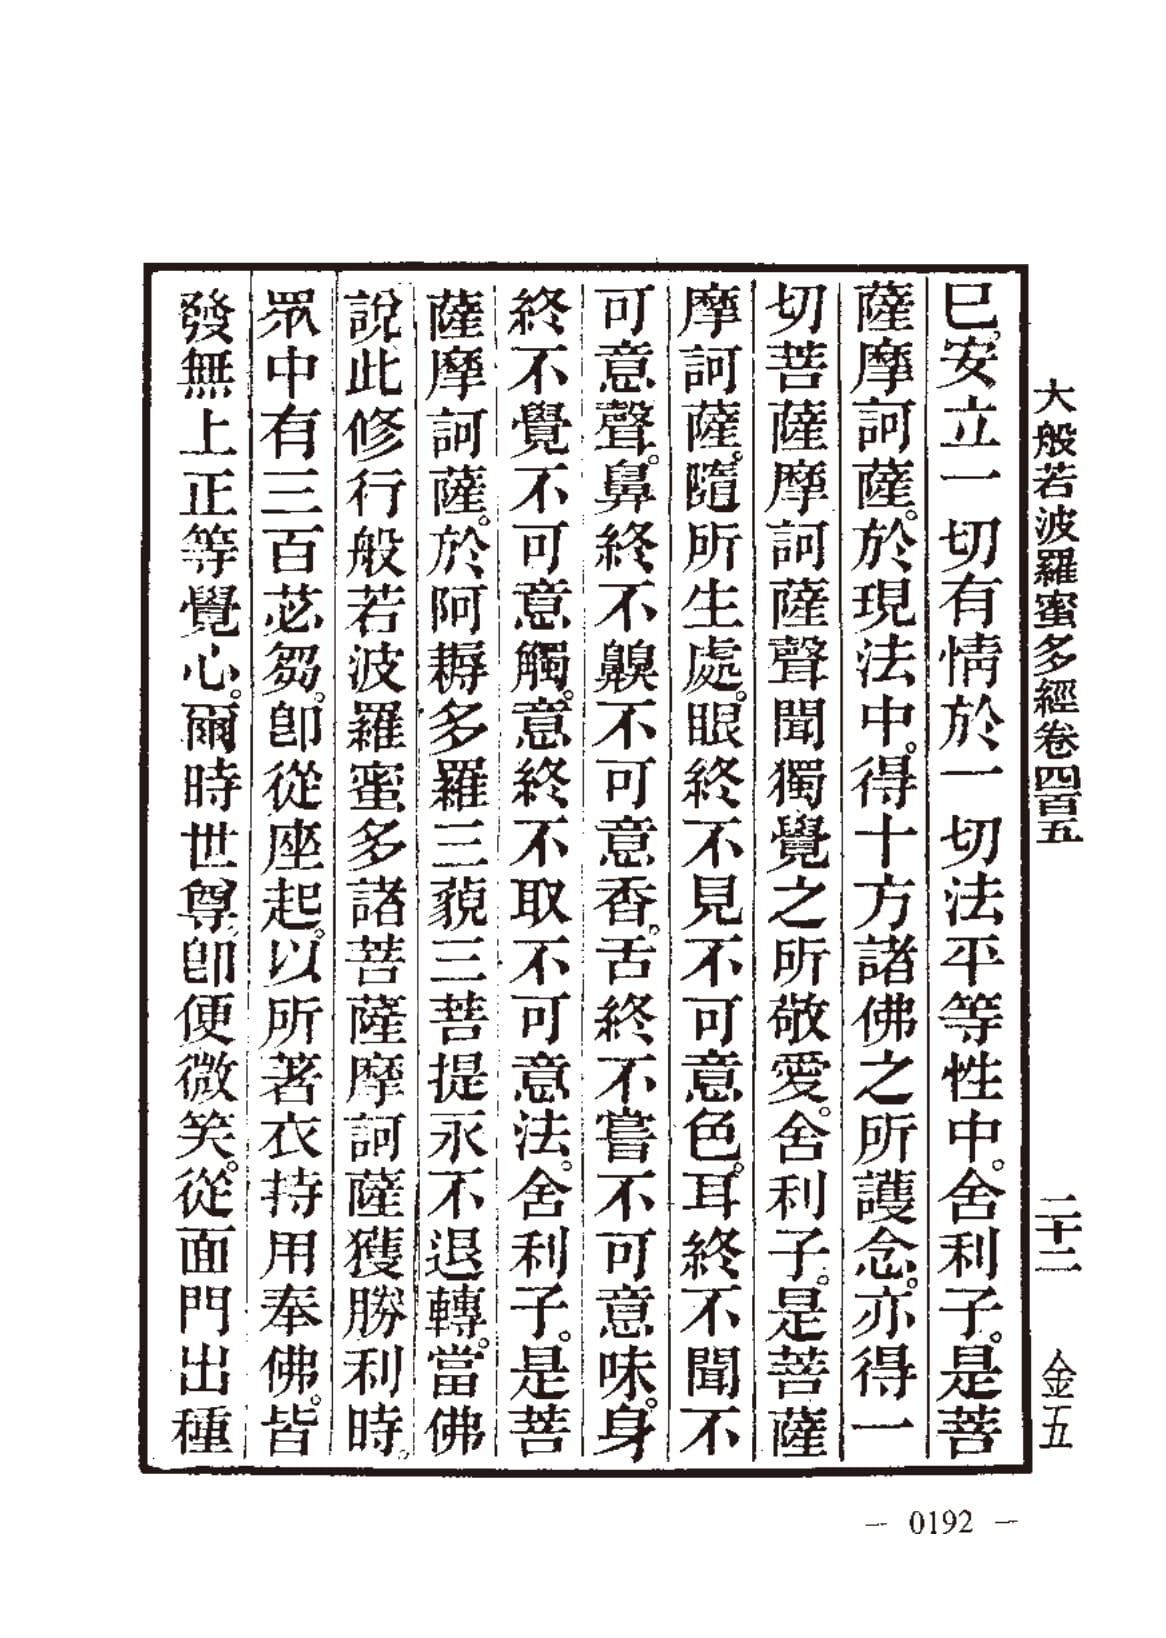 大般若波羅蜜多經卷四百五 二十二 金五
已。安立一切有情於一切法平等性中。舍利子。是菩
薩摩訶薩。於現法中。得十方諸佛之所護念。亦得一
切菩薩摩訶薩聲聞獨覺之所敬愛。舍利子。是菩薩
摩訶薩。隨所生處。眼終不見不可意色。耳終不聞不
可意聲。鼻終不齅不可意香。舌終不嘗不可意味。身
終不覺不可意觸。意終不取不可意法。舍利子。是菩
薩摩訶薩。於阿耨多羅三藐三菩提永不退轉。當佛
說此修行般若波羅蜜多諸菩薩摩訶薩獲勝利時。
眾中有三百苾芻。卽從座起。以所著衣持用奉佛。皆
發無上正等覺心。爾時世尊。卽便微笑。從面門出種
— 0192 —